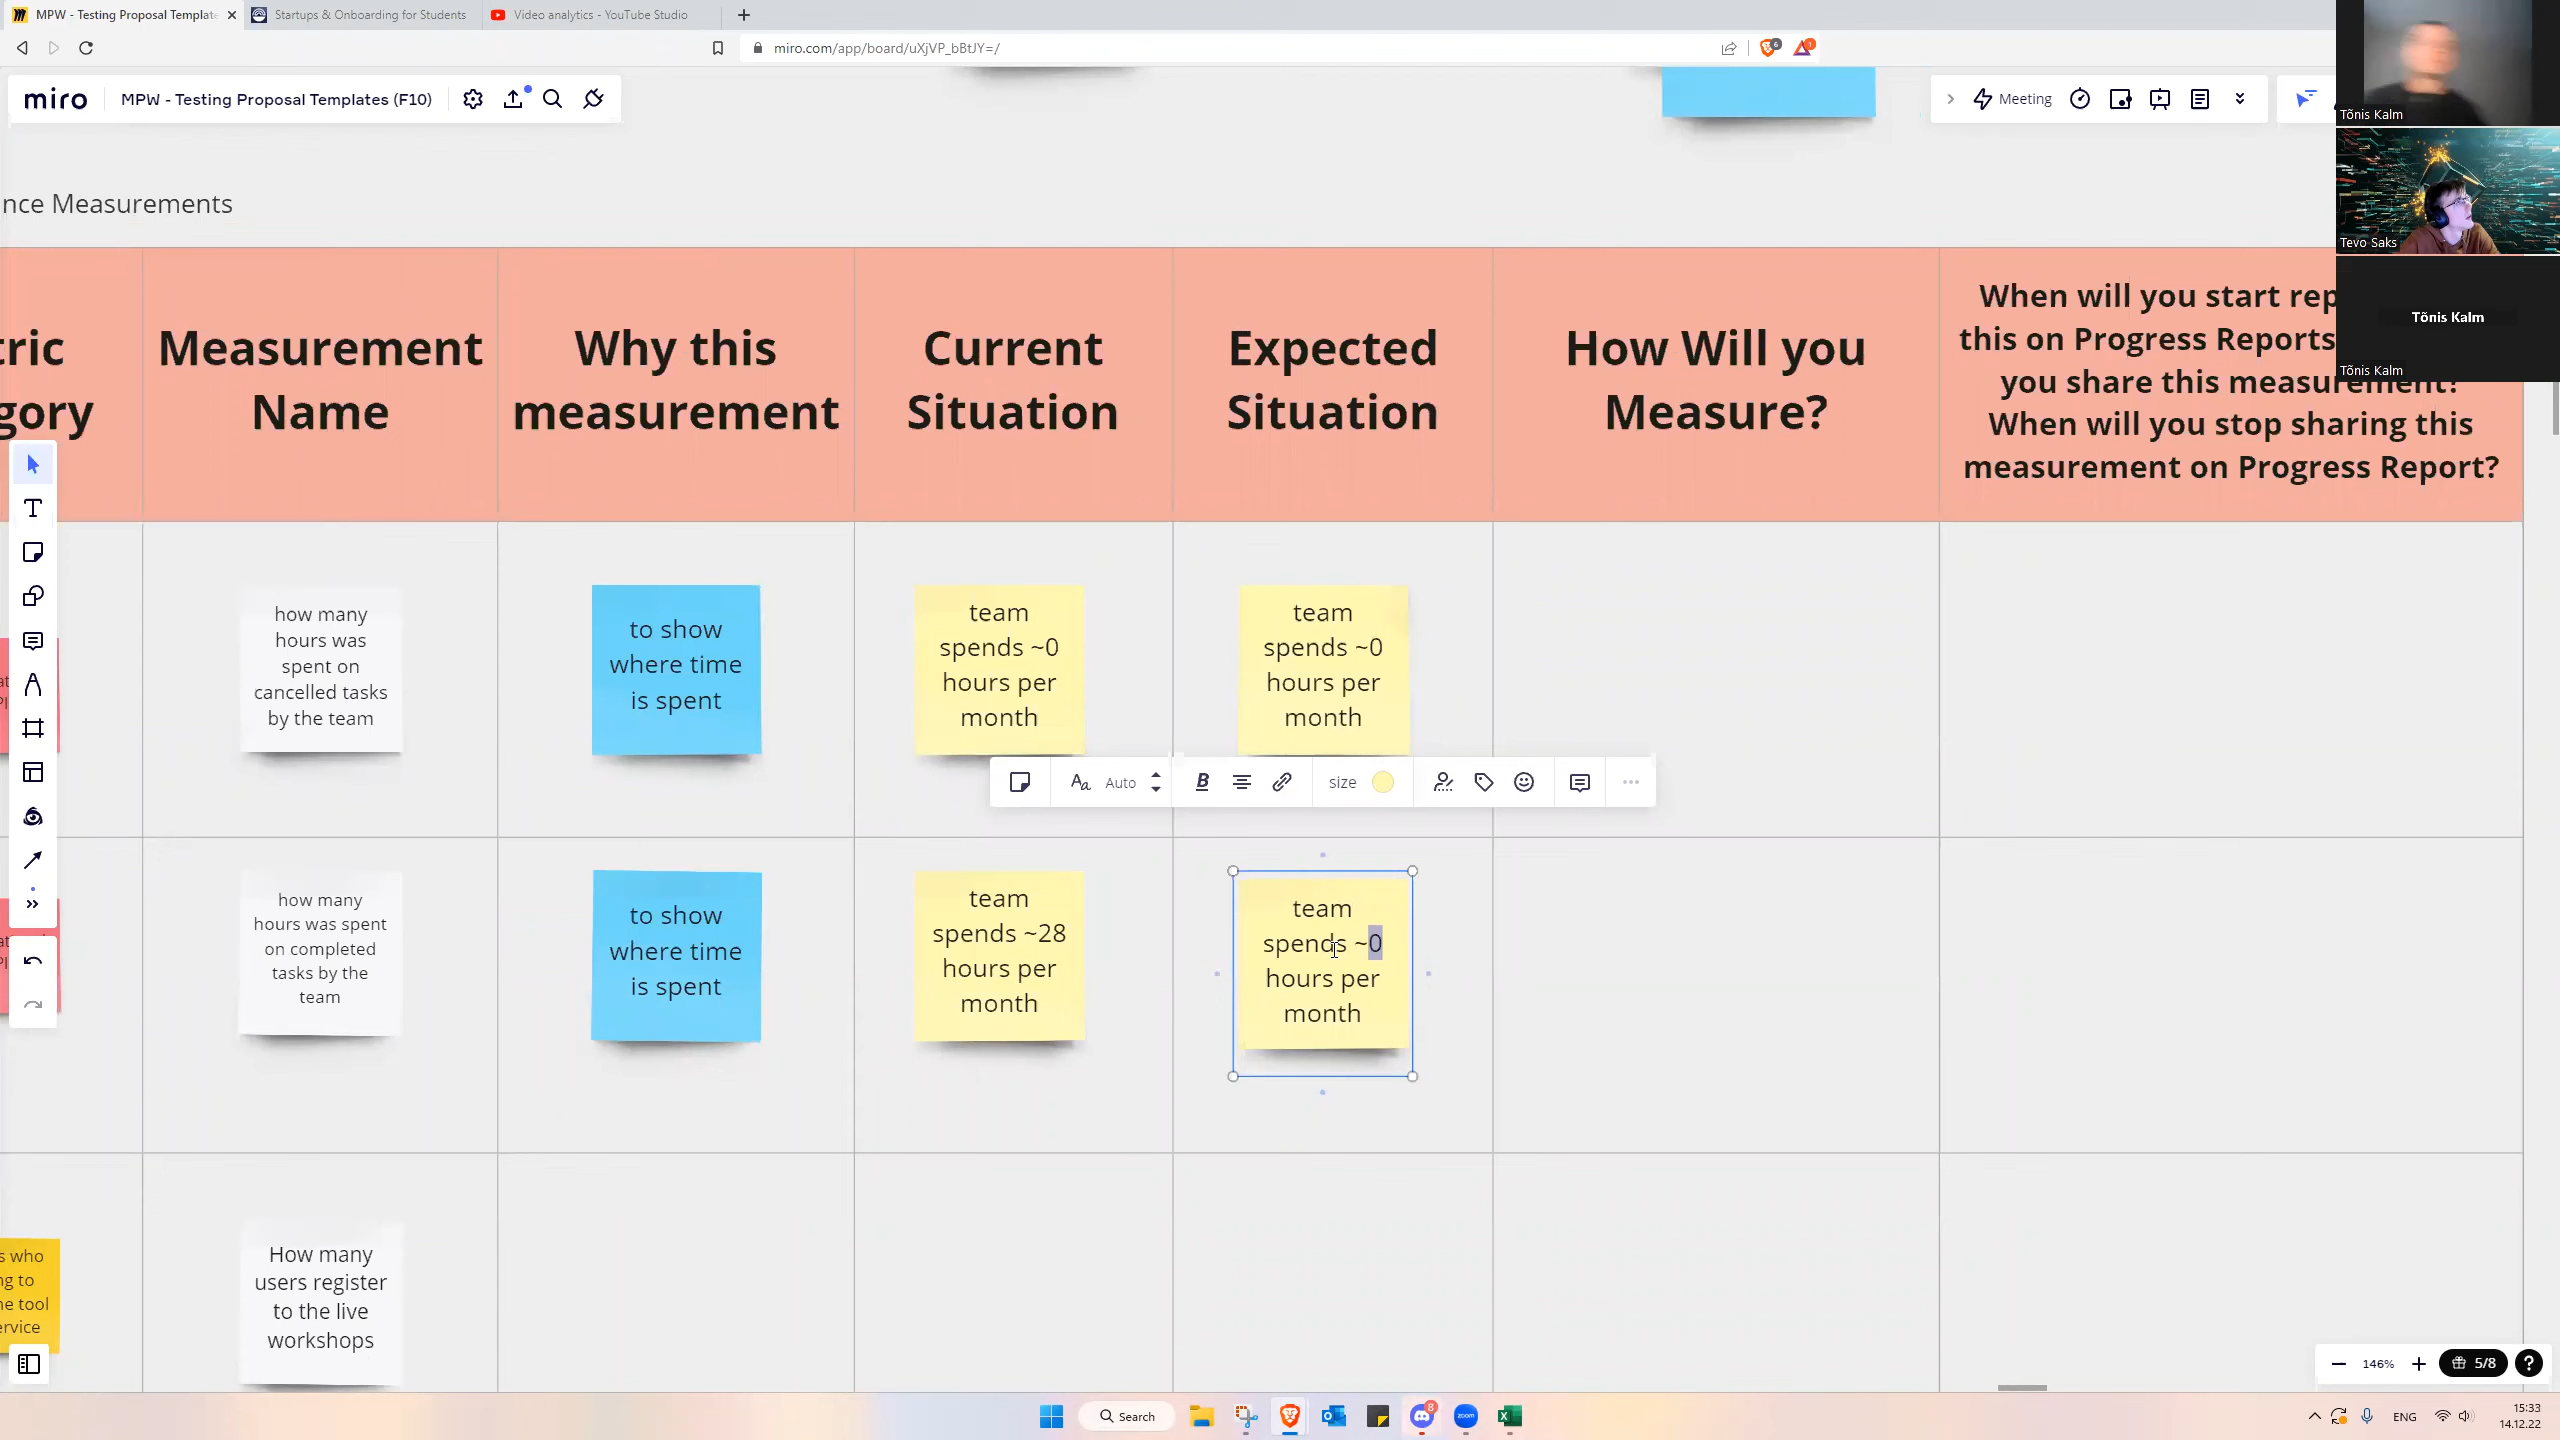 MPW - Testing Proposal Template
Startups & Onboarding for Students
Video analytics - YouTube Studio
miro.com/app/board/uXjVP_bBtJY=/
6
1
miro
MPW - Testing Proposal Templates (F10)
Meeting
Tõnis Kalm
Tevo Saks
Tõnis Kalm
Tõnis Kalm
nce Measurements
tric
gory
Measurement
Name
Why this
measurement
Current
Situation
Expected
Situation
How Will you
Measure?
When will you start rep
this on Progress Reports
you share this measurement?
When will you stop sharing this
measurement on Progress Report?
how many
hours was
spent on
cancelled tasks
by the team
to show
where time
is spent
team
spends ~0
hours per
month
team
spends ~0
hours per
month
Auto
B
size
how many
hours was spent
on completed
tasks by the
team
to show
where time
is spent
team
spends ~28
hours per
month
team
spends ~0
hours per
month
s who
ng to
ne tool
ervice
How many
users register
to the live
workshops
146%
5/8
?
Search
8
zoom
ENG
15:33
14.12.22